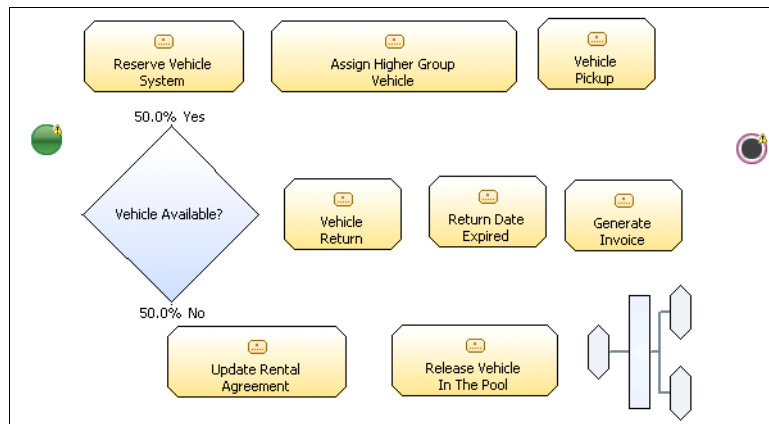 Reserve Vehicle
System
Assign Higher Group
Vehicle
Vehicle
Pickup
50.0% Yes
Vehicle Available?
Vehicle
Return
Return Date
Expired
Generate
Invoice
50.0% No
Update Rental
Agreement
Release Vehicle
In The Pool